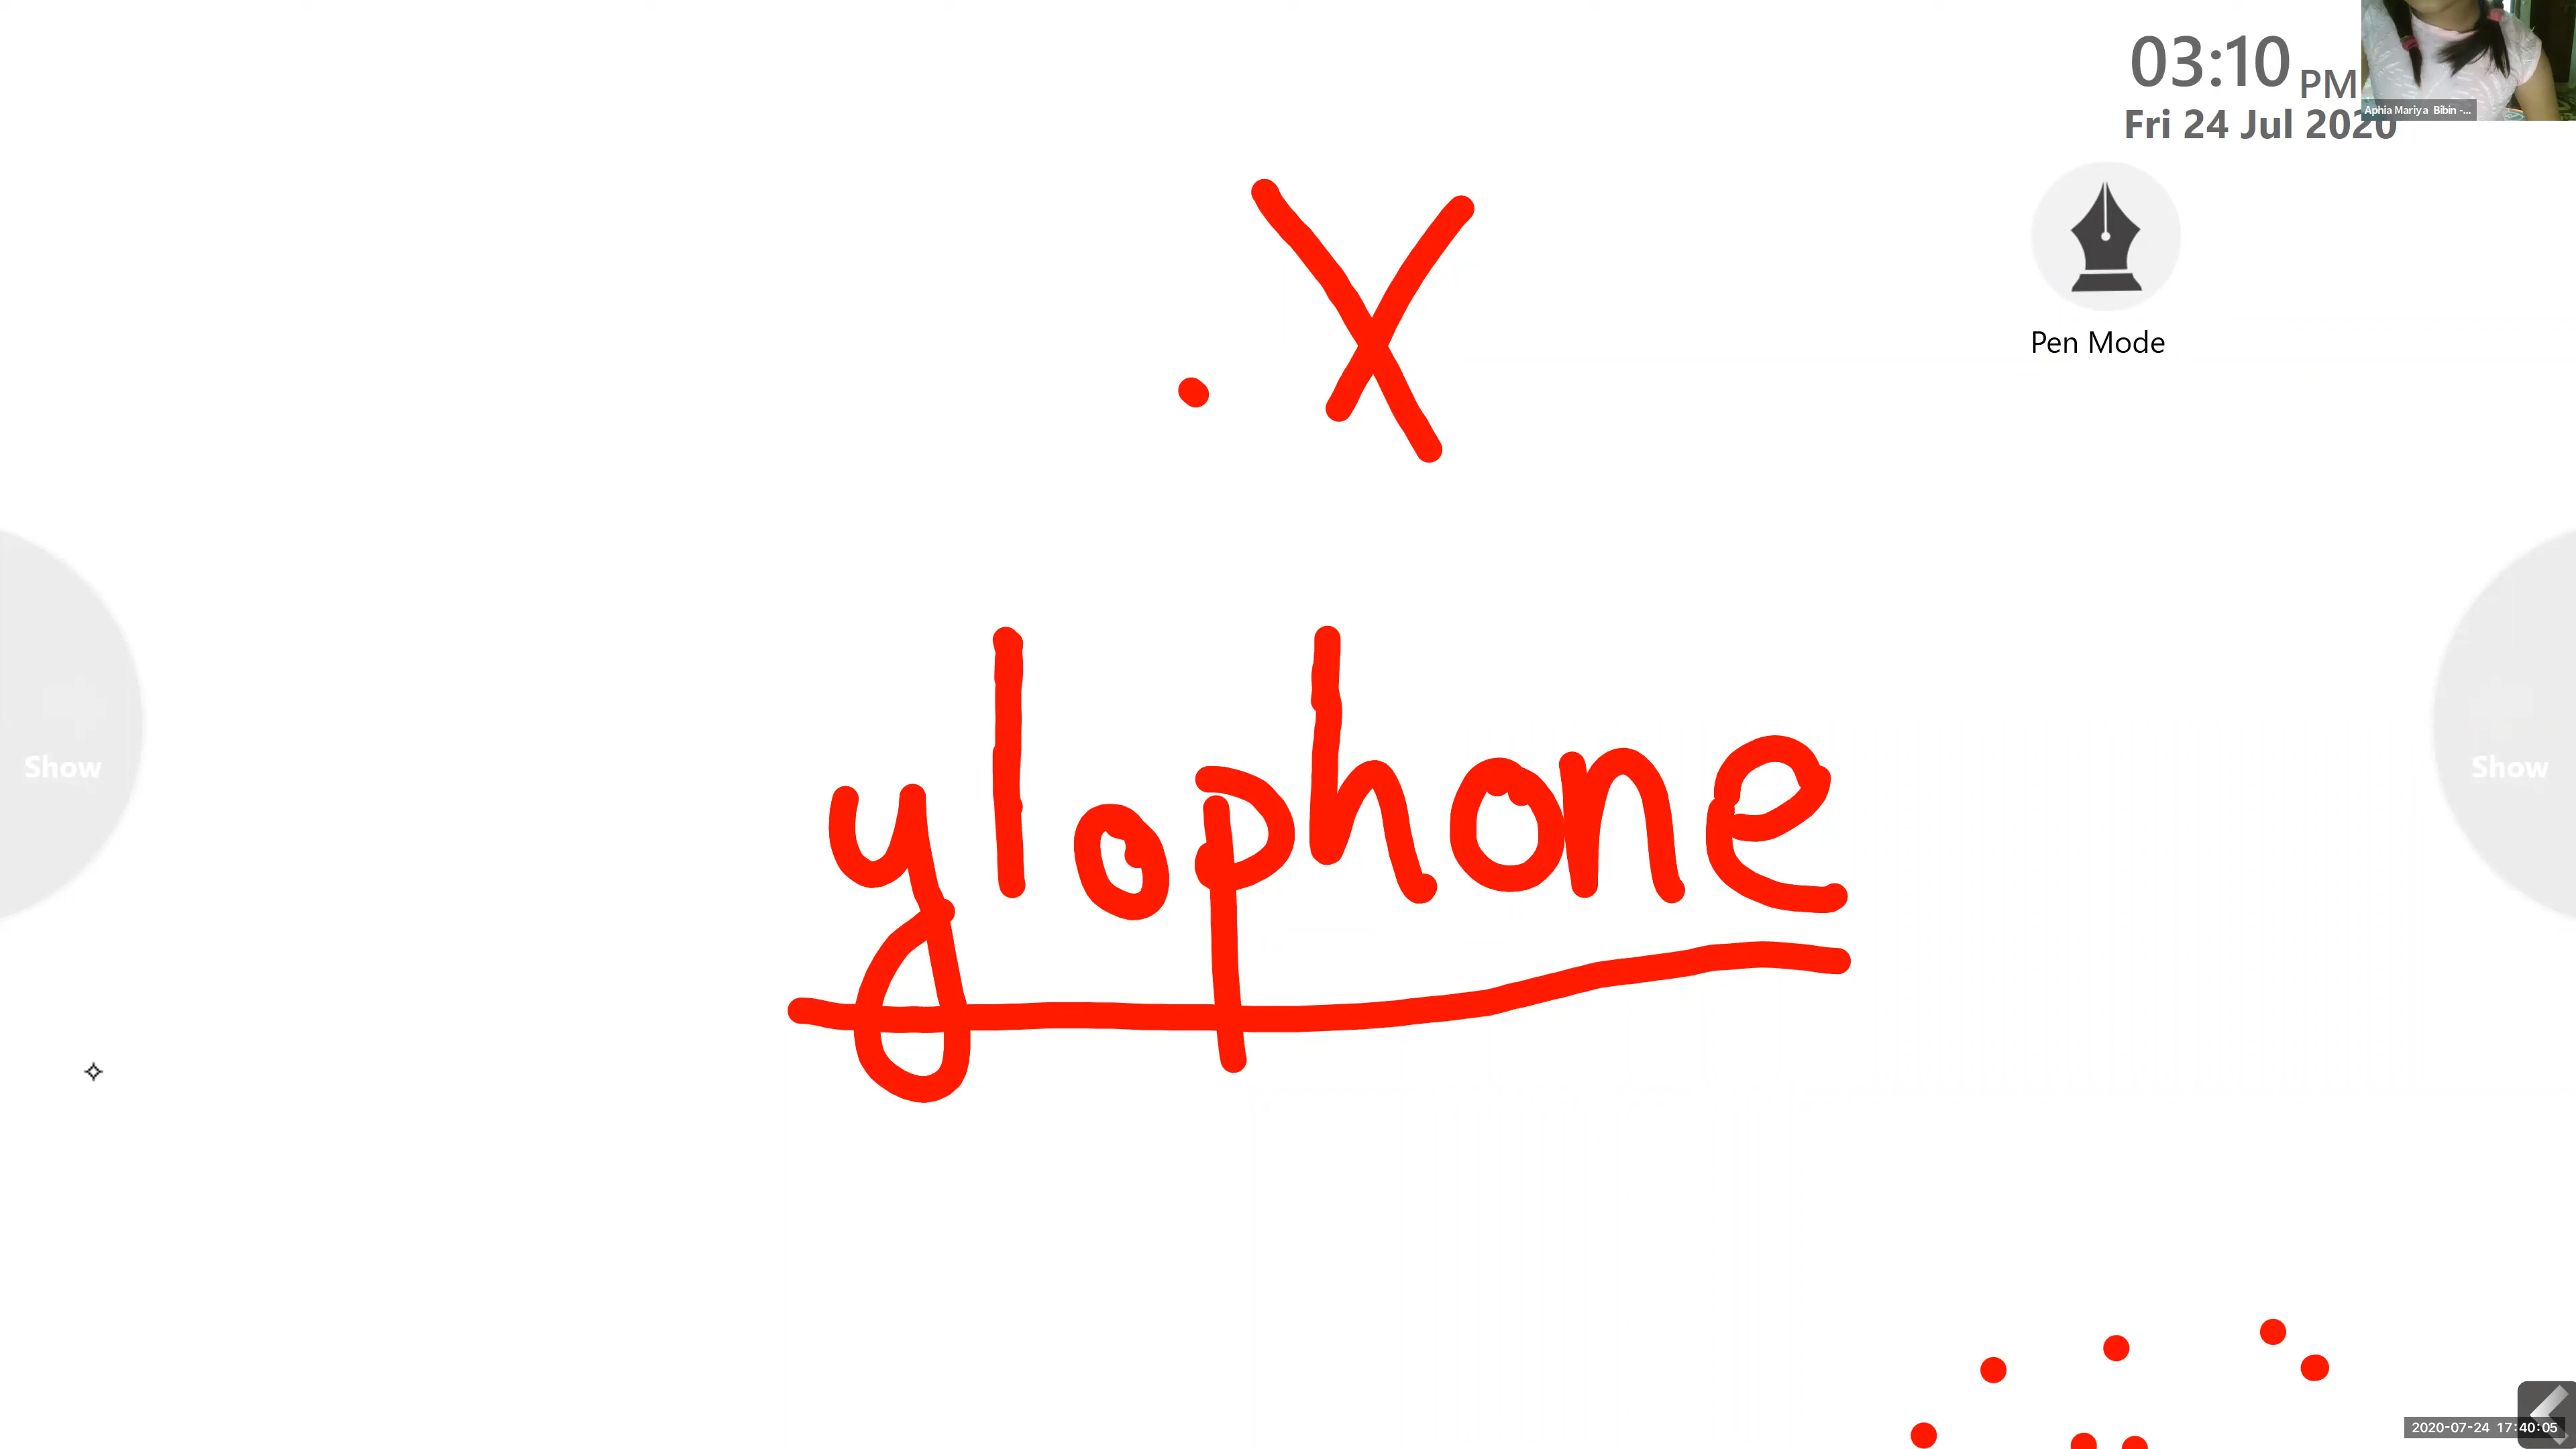 03:10 PM
Aphia Mariya Bibin -...
Fri 24 Jul 2020
.X
Pen Mode
Show
Show
ylophone
2020-07-24 17:40:05